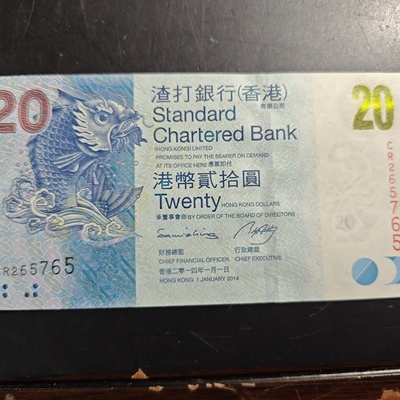 20
渣打銀行(香港)
有限公司
Standard
Chartered Bank
(HONG KONG) LIMITED
PROMISES TO PAY THE BEARER ON DEMAND
AT ITS OFFICE HERE 憑票即付
港幣貳拾圓
Twenty HONG KONG DOLLARS
承董事會命 BY ORDER OF THE BOARD OF DIRECTORS
財務總監 行政總裁
CHIEF FINANCIAL OFFICER CHIEF EXECUTIVE
香港二零一四年一月一日
HONG KONG 1 JANUARY 2014
CR265765
20
CR265765
20